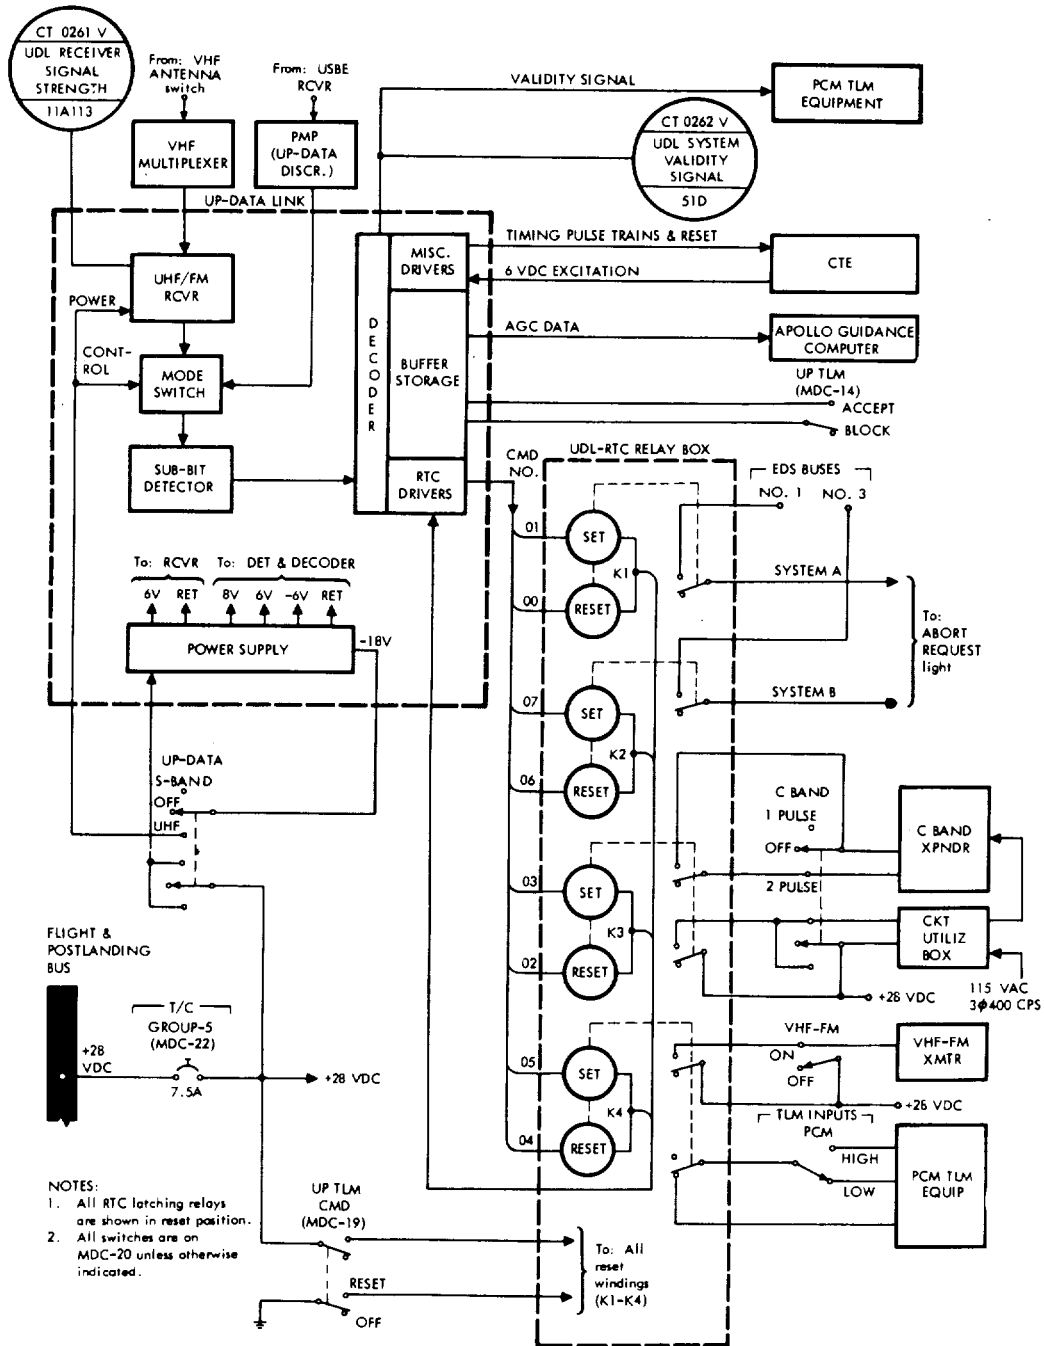 CT 0261 V
UDL RECEIVER
SIGNAL
STRENGTH
11A113
From: VHF
ANTENNA
switch
From: USBE
RCVR
VHF
MULTIPLEXER
PMP
(UP-DATA
DISCR.)
VALIDITY SIGNAL
PCM TLM
EQUIPMENT
CT 0262 V
UDL SYSTEM
VALIDITY
SIGNAL
51D
UP-DATA LINK
UHF/FM
RCVR
POWER
CONT-
ROL
MODE
SWITCH
SUB-BIT
DETECTOR
DECODER
MISC.
DRIVERS
BUFFER
STORAGE
RTC
DRIVERS
TIMING PULSE TRAINS & RESET
6 VDC EXCITATION
CTE
AGC DATA
APOLLO GUIDANCE
COMPUTER
UP TLM
(MDC-14)
ACCEPT
BLOCK
CMD
NO.
UDL-RTC RELAY BOX
EDS BUSES
NO. 1 NO. 3
01
SET
K1
00
RESET
SYSTEM A
To:
ABORT
REQUEST
light
SYSTEM B
07
SET
K2
06
RESET
To: RCVR
To: DET & DECODER
6V RET 8V 6V -6V RET
POWER SUPPLY
-18V
UP-DATA
S-BAND
OFF
UHF
C BAND
1 PULSE
OFF
2 PULSE
C BAND
XPNDR
03
SET
K3
02
RESET
CKT
UTILIZ
BOX
+28 VDC
115 VAC
3φ400 CPS
FLIGHT &
POSTLANDING
BUS
+28
VDC
T/C
GROUP-5
(MDC-22)
7.5A
+28 VDC
05
SET
K4
04
RESET
VHF-FM
ON
OFF
VHF-FM
XMTR
+28 VDC
TLM INPUTS
PCM
HIGH
LOW
PCM TLM
EQUIP
NOTES:
1. All RTC latching relays
are shown in reset position.
2. All switches are on
MDC-20 unless otherwise
indicated.
UP TLM
CMD
(MDC-19)
RESET
OFF
To: All
reset
windings
(K1-K4)